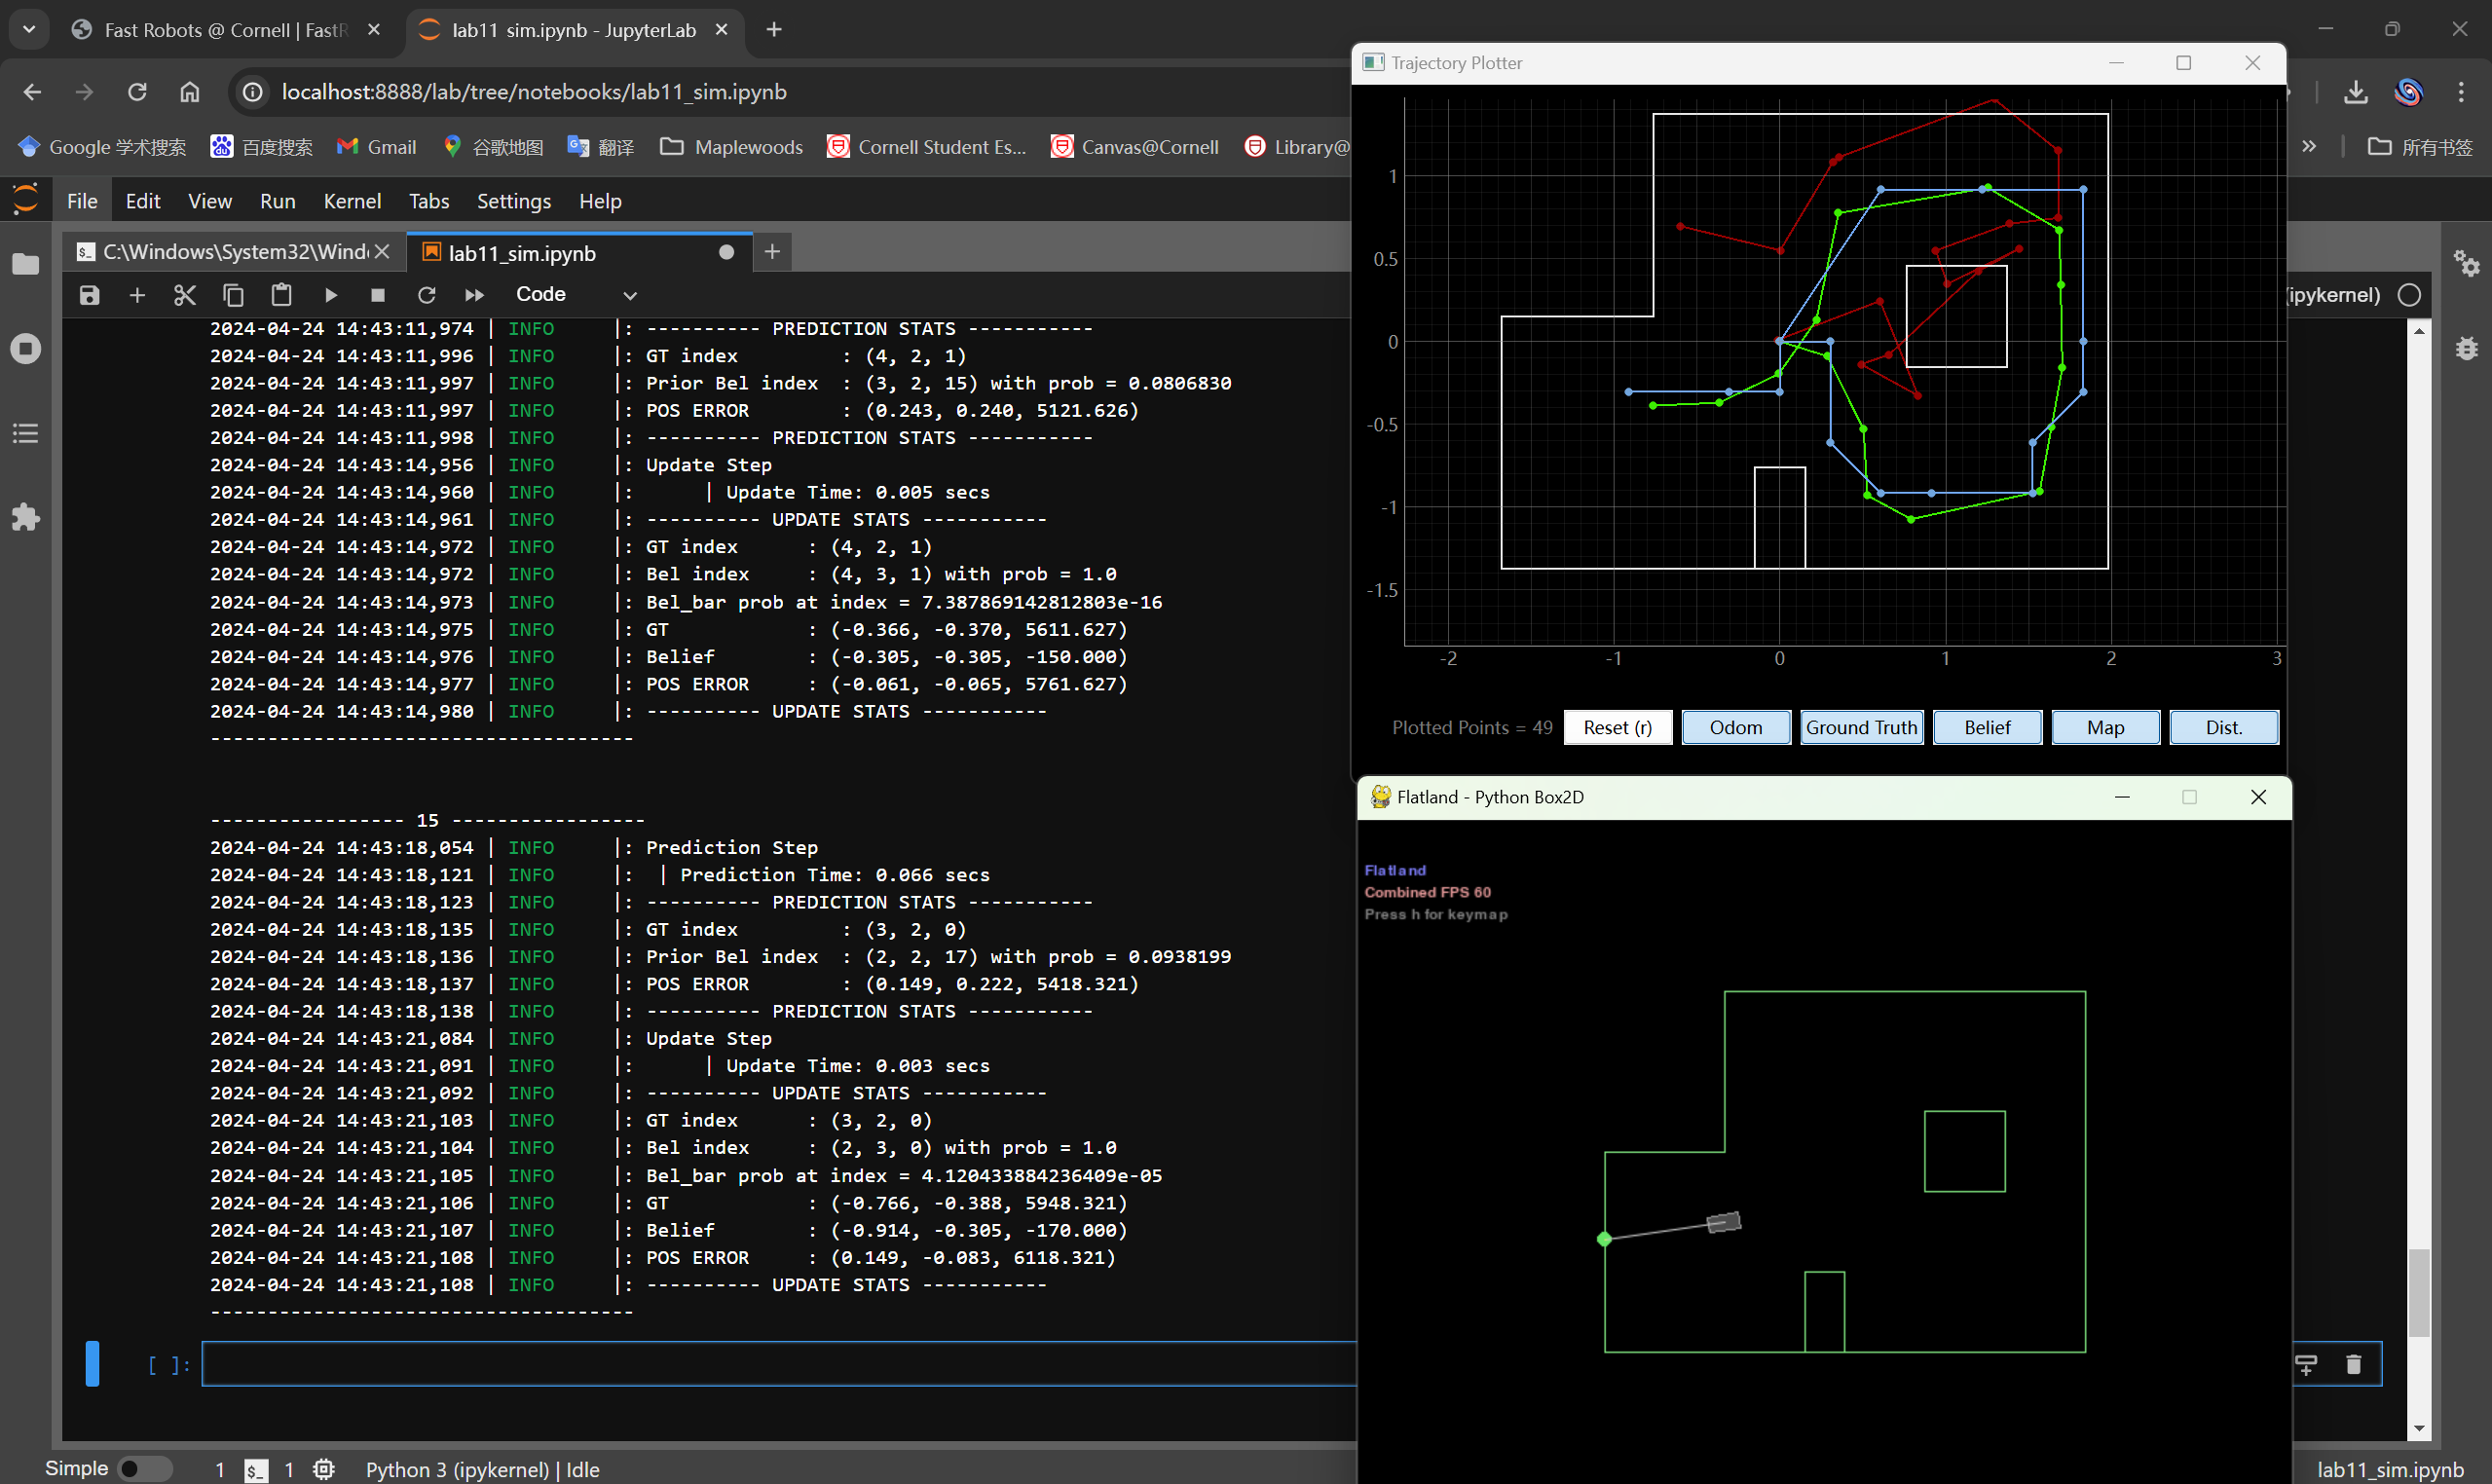 Fast Robots @ Cornell | FastR
lab11_sim.ipynb - JupyterLab
localhost:8888/lab/tree/notebooks/lab11_sim.ipynb
Google 学术搜索
百度搜索
Gmail
谷歌地图
翻译
Maplewoods
Cornell Student Es...
Canvas@Cornell
Library@
所有书签
File Edit View Run Kernel Tabs Settings Help
C:\Windows\System32\Wind
lab11_sim.ipynb
Code
(ipykernel)
2024-04-24 14:43:11,974 | INFO |: ---------- PREDICTION STATS -----------
2024-04-24 14:43:11,996 | INFO |: GT index : (4, 2, 1)
2024-04-24 14:43:11,997 | INFO |: Prior Bel index : (3, 2, 15) with prob = 0.0806830
2024-04-24 14:43:11,997 | INFO |: POS ERROR : (0.243, 0.240, 5121.626)
2024-04-24 14:43:11,998 | INFO |: ---------- PREDICTION STATS -----------
2024-04-24 14:43:14,956 | INFO |: Update Step
2024-04-24 14:43:14,960 | INFO |: | Update Time: 0.005 secs
2024-04-24 14:43:14,961 | INFO |: ---------- UPDATE STATS -----------
2024-04-24 14:43:14,972 | INFO |: GT index : (4, 2, 1)
2024-04-24 14:43:14,972 | INFO |: Bel index : (4, 3, 1) with prob = 1.0
2024-04-24 14:43:14,973 | INFO |: Bel_bar prob at index = 7.387869142812803e-16
2024-04-24 14:43:14,975 | INFO |: GT : (-0.366, -0.370, 5611.627)
2024-04-24 14:43:14,976 | INFO |: Belief : (-0.305, -0.305, -150.000)
2024-04-24 14:43:14,977 | INFO |: POS ERROR : (-0.061, -0.065, 5761.627)
2024-04-24 14:43:14,980 | INFO |: ---------- UPDATE STATS -----------
-------------------------------------
----------------- 15 -----------------
2024-04-24 14:43:18,054 | INFO |: Prediction Step
2024-04-24 14:43:18,121 | INFO |: | Prediction Time: 0.066 secs
2024-04-24 14:43:18,123 | INFO |: ---------- PREDICTION STATS -----------
2024-04-24 14:43:18,135 | INFO |: GT index : (3, 2, 0)
2024-04-24 14:43:18,136 | INFO |: Prior Bel index : (2, 2, 17) with prob = 0.0938199
2024-04-24 14:43:18,137 | INFO |: POS ERROR : (0.149, 0.222, 5418.321)
2024-04-24 14:43:18,138 | INFO |: ---------- PREDICTION STATS -----------
2024-04-24 14:43:21,084 | INFO |: Update Step
2024-04-24 14:43:21,091 | INFO |: | Update Time: 0.003 secs
2024-04-24 14:43:21,092 | INFO |: ---------- UPDATE STATS -----------
2024-04-24 14:43:21,103 | INFO |: GT index : (3, 2, 0)
2024-04-24 14:43:21,104 | INFO |: Bel index : (2, 3, 0) with prob = 1.0
2024-04-24 14:43:21,105 | INFO |: Bel_bar prob at index = 4.120433884236409e-05
2024-04-24 14:43:21,106 | INFO |: GT : (-0.766, -0.388, 5948.321)
2024-04-24 14:43:21,107 | INFO |: Belief : (-0.914, -0.305, -170.000)
2024-04-24 14:43:21,108 | INFO |: POS ERROR : (0.149, -0.083, 6118.321)
2024-04-24 14:43:21,108 | INFO |: ---------- UPDATE STATS -----------
-------------------------------------
[ ]:
Simple
1
1
Python 3 (ipykernel) | Idle
lab11_sim.ipynb
Trajectory Plotter
1
0.5
0
-0.5
-1
-1.5
-2 -1 0 1 2 3
Plotted Points = 49 Reset (r) Odom Ground Truth Belief Map Dist.
Flatland - Python Box2D
Flatland
Combined FPS 60
Press h for keymap